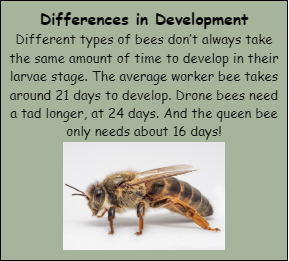 Differences in Development
Different types of bees don't always take
the same amount of time to develop in their
larvae stage. The average worker bee takes
around 21 days to develop. Drone bees need
a tad longer, at 24 days. And the queen bee
only needs about 16 days!